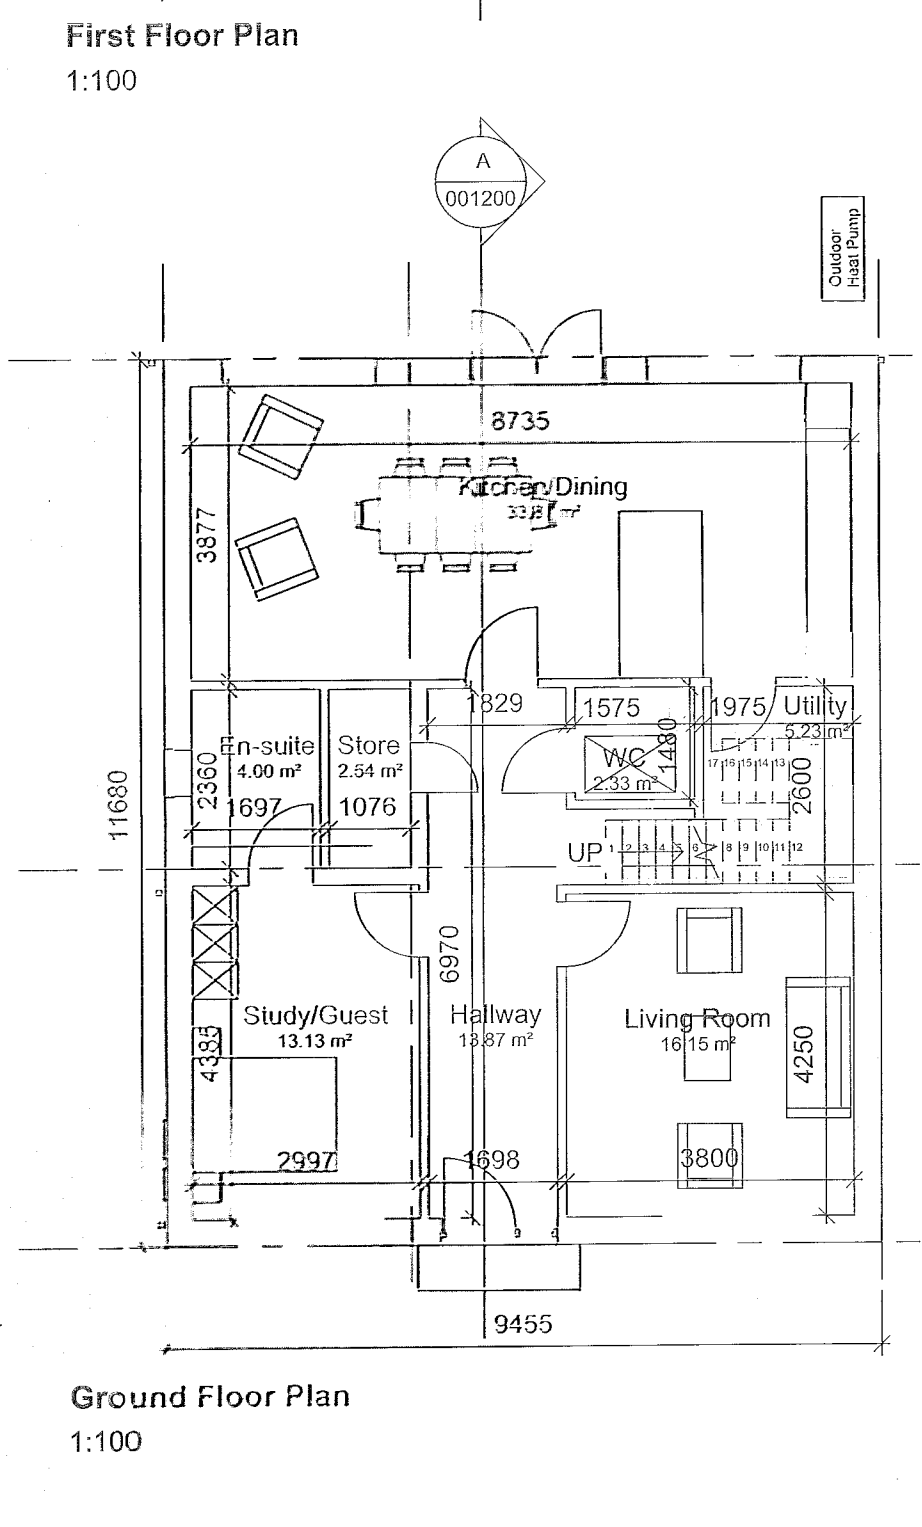 First Floor Plan
1:100
A
001200
Outdoor
Heat Pump
8735
Kitchen/Dining
3877
1829
1575
1975
Utility
5.23 m²
En-suite
4.00 m²
Store
2.54 m²
WC
2.33 m²
1480
2360
2600
11680
1697
1076
17 16 15 14 13
UP
1 2 3 4 5 6 8 9 10 11 12
6970
Study/Guest
13.13 m²
Hallway
13.87 m²
Living Room
16.15 m²
4385
4250
2997
1698
3800
9455
Ground Floor Plan
1:100